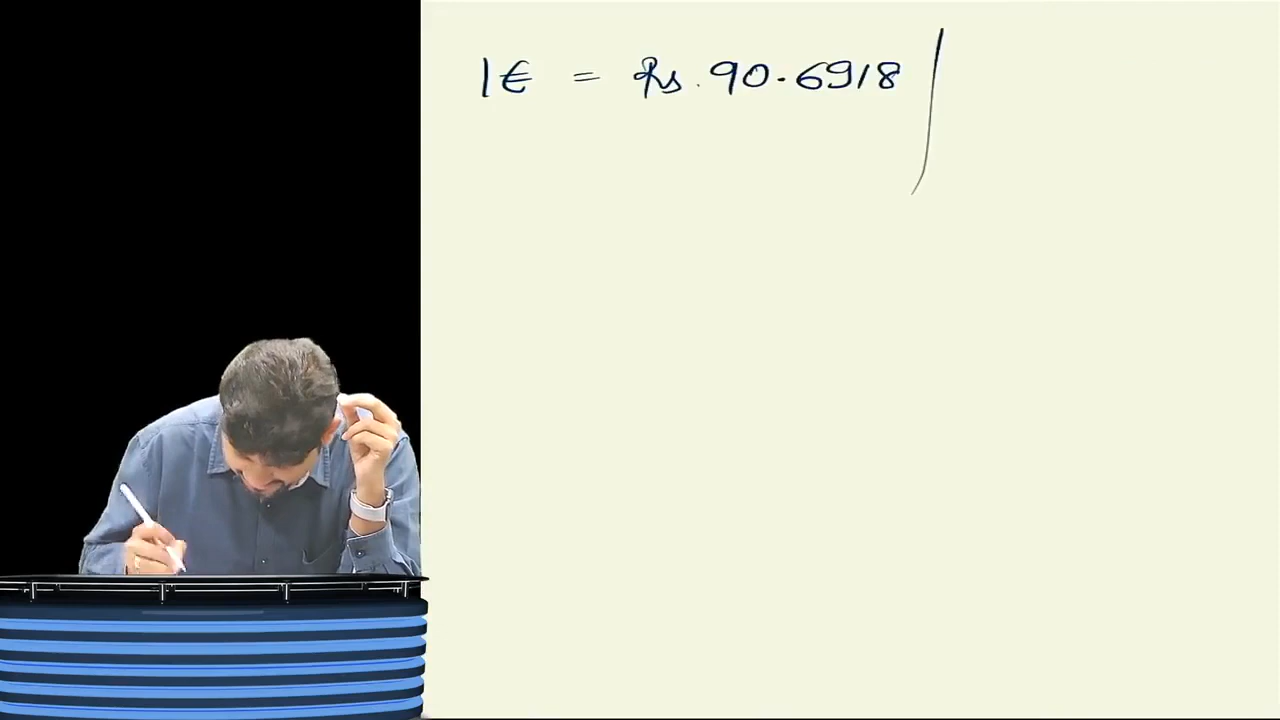 1€ = Rs. 90.6918